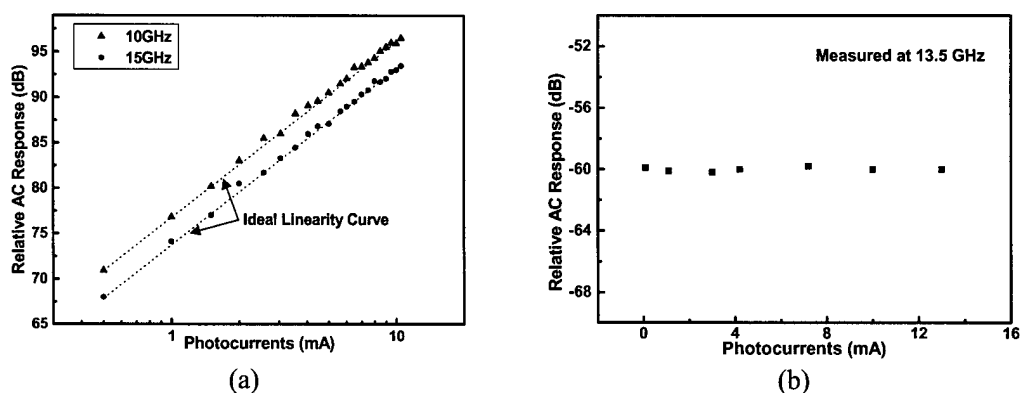 10GHz
15GHz
Ideal Linearity Curve
Relative AC Response (dB)
95
90
85
80
75
70
65
1
10
Photocurrents (mA)
(a)
Measured at 13.5 GHz
Relative AC Response (dB)
-52
-56
-60
-64
-68
0
4
8
12
16
Photocurrents (mA)
(b)